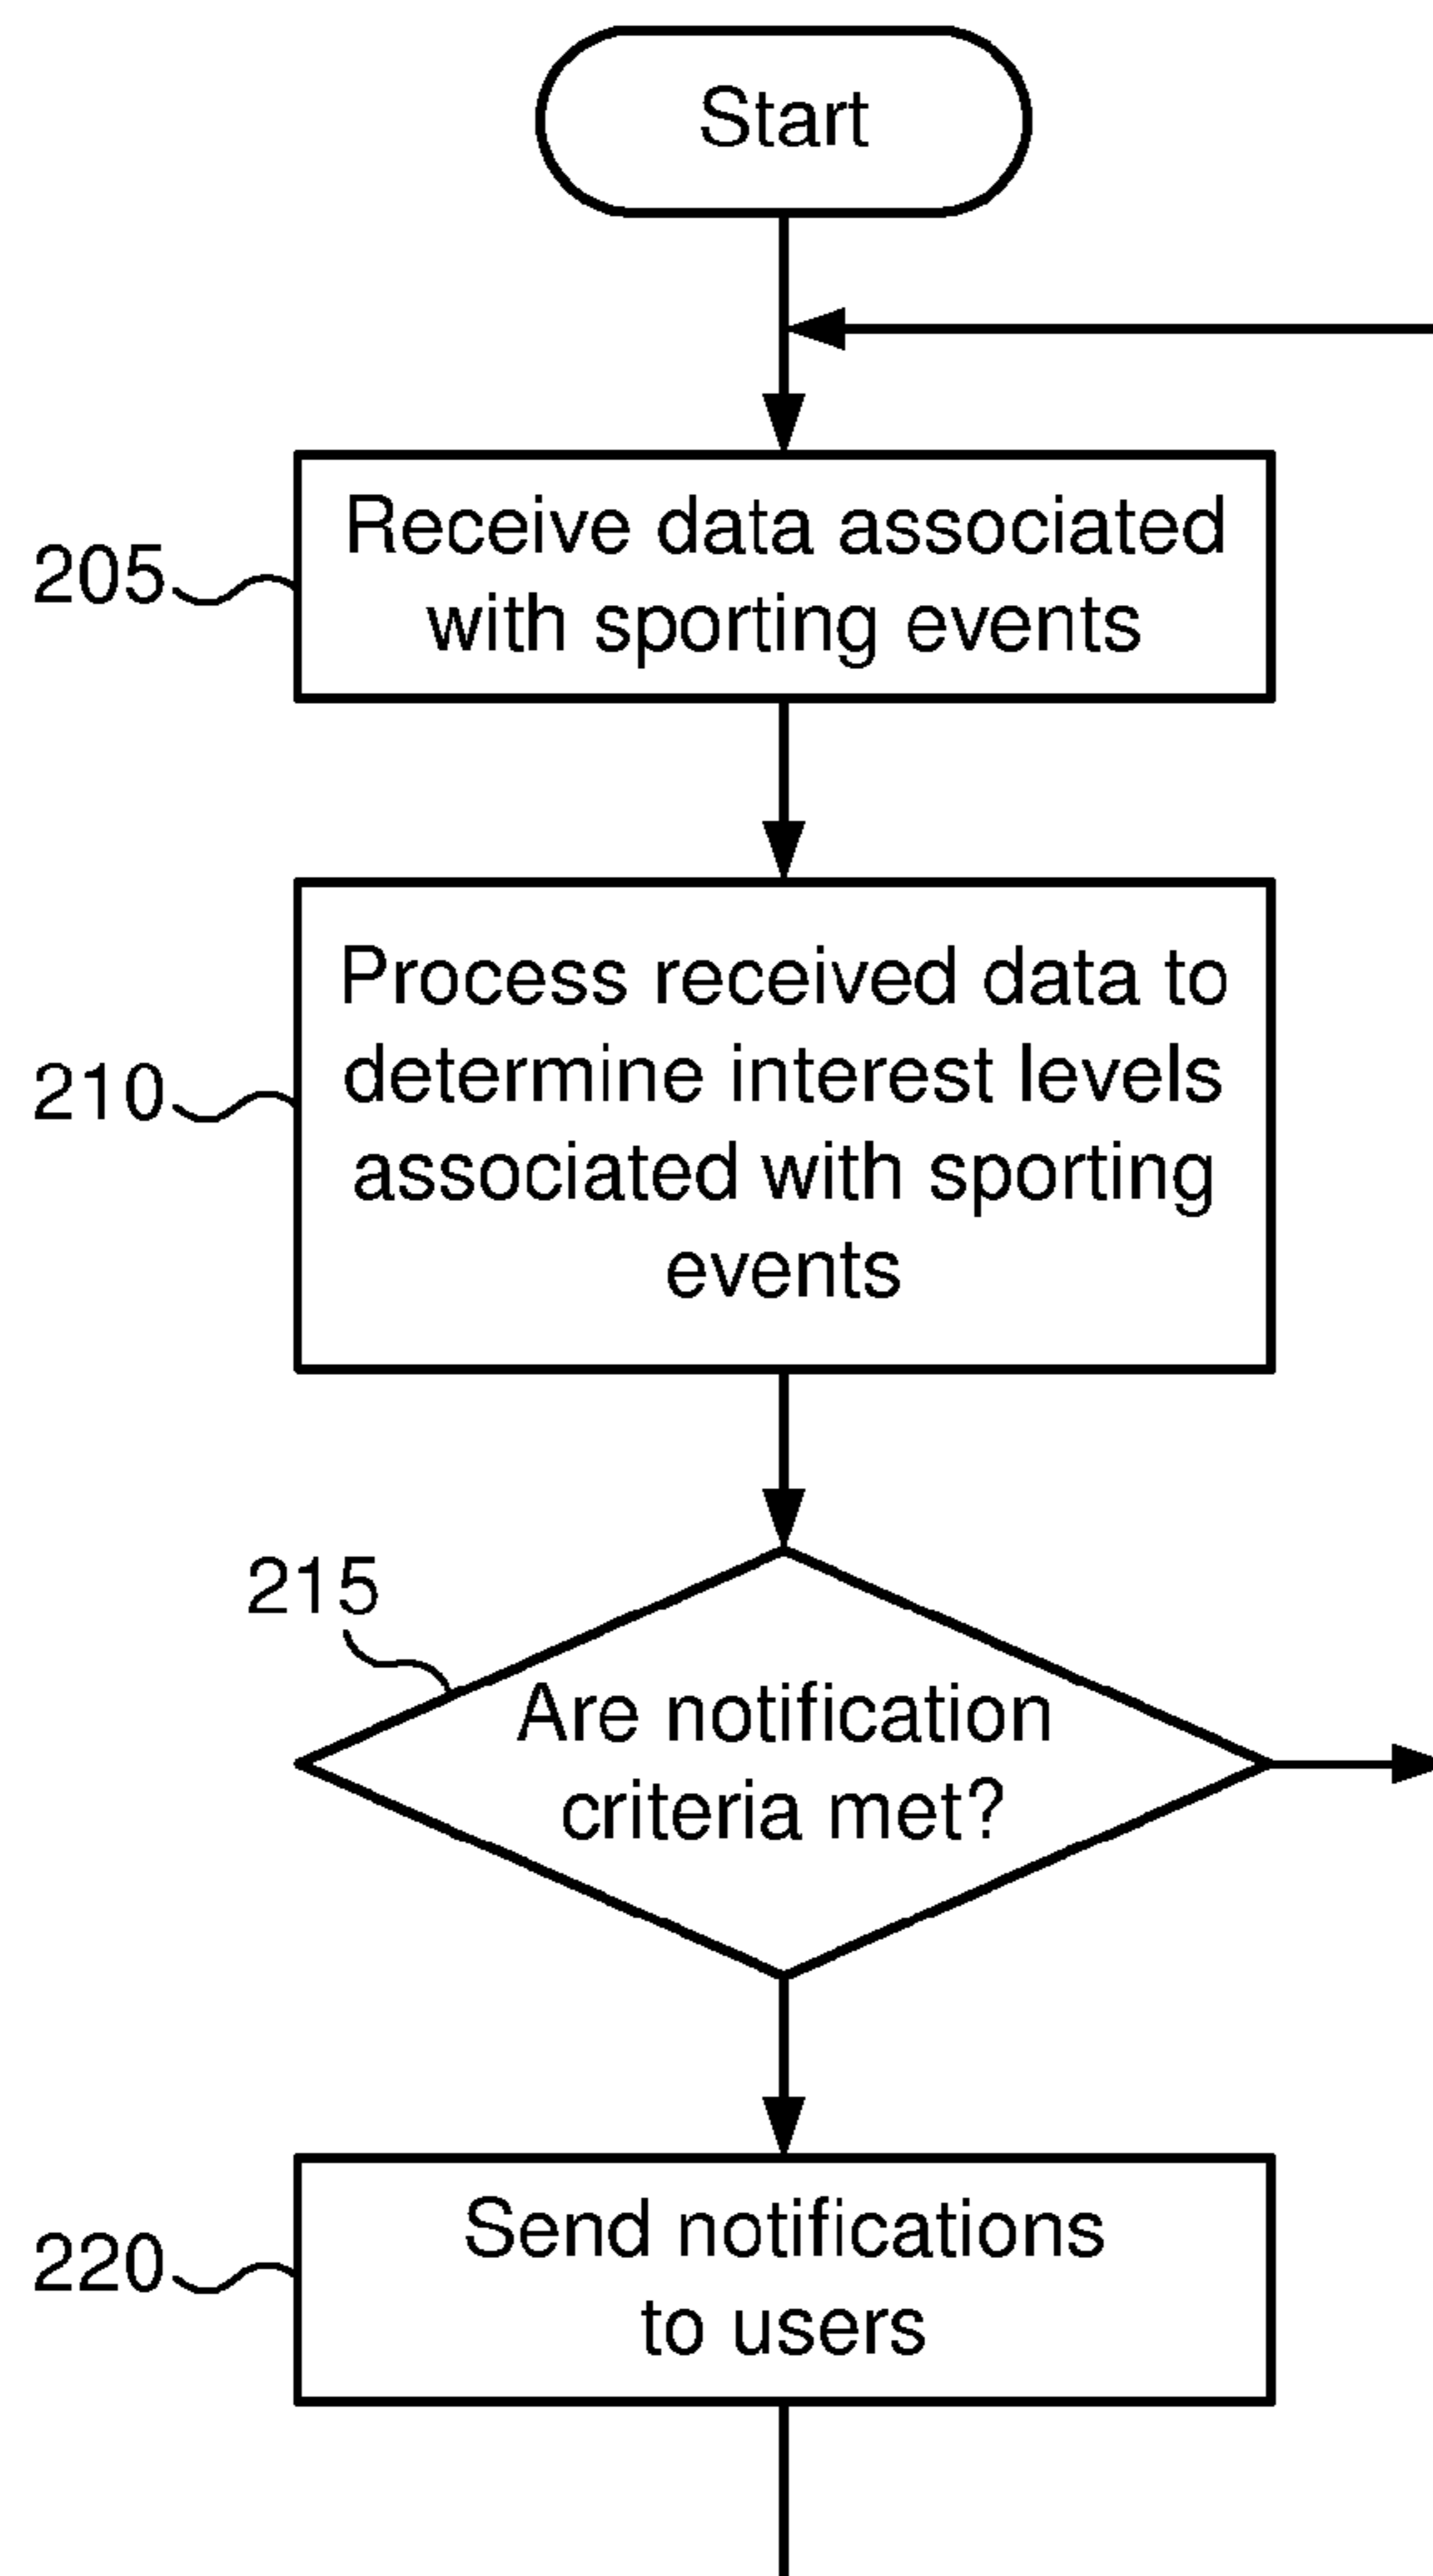 Start
Receive data associated
with sporting events
205
Process received data to
determine interest levels
associated with sporting
events
210
215
Are notification
criteria met?
Send notifications
to users
220